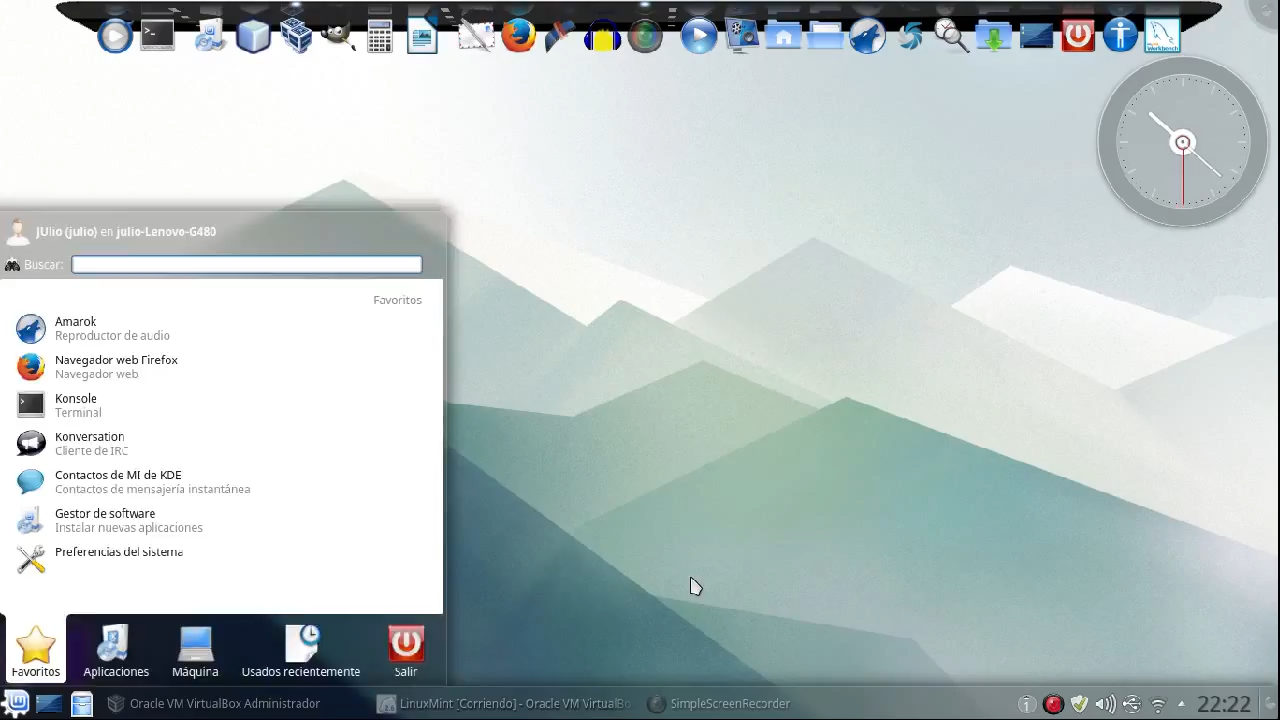 Workbench
JUlio (julio) en julio-Lenovo-G480
Buscar:
Favoritos
Amarok
Reproductor de audio
Navegador web Firefox
Navegador web
Konsole
Terminal
Konversation
Cliente de IRC
Contactos de MI de KDE
Contactos de mensajería instantánea
Gestor de software
Instalar nuevas aplicaciones
Preferencias del sistema
Favoritos Aplicaciones Máquina Usados recientemente Salir
Oracle VM VirtualBox Administrador LinuxMint [Corriendo] - Oracle VM VirtualBo SimpleScreenRecorder 22:22